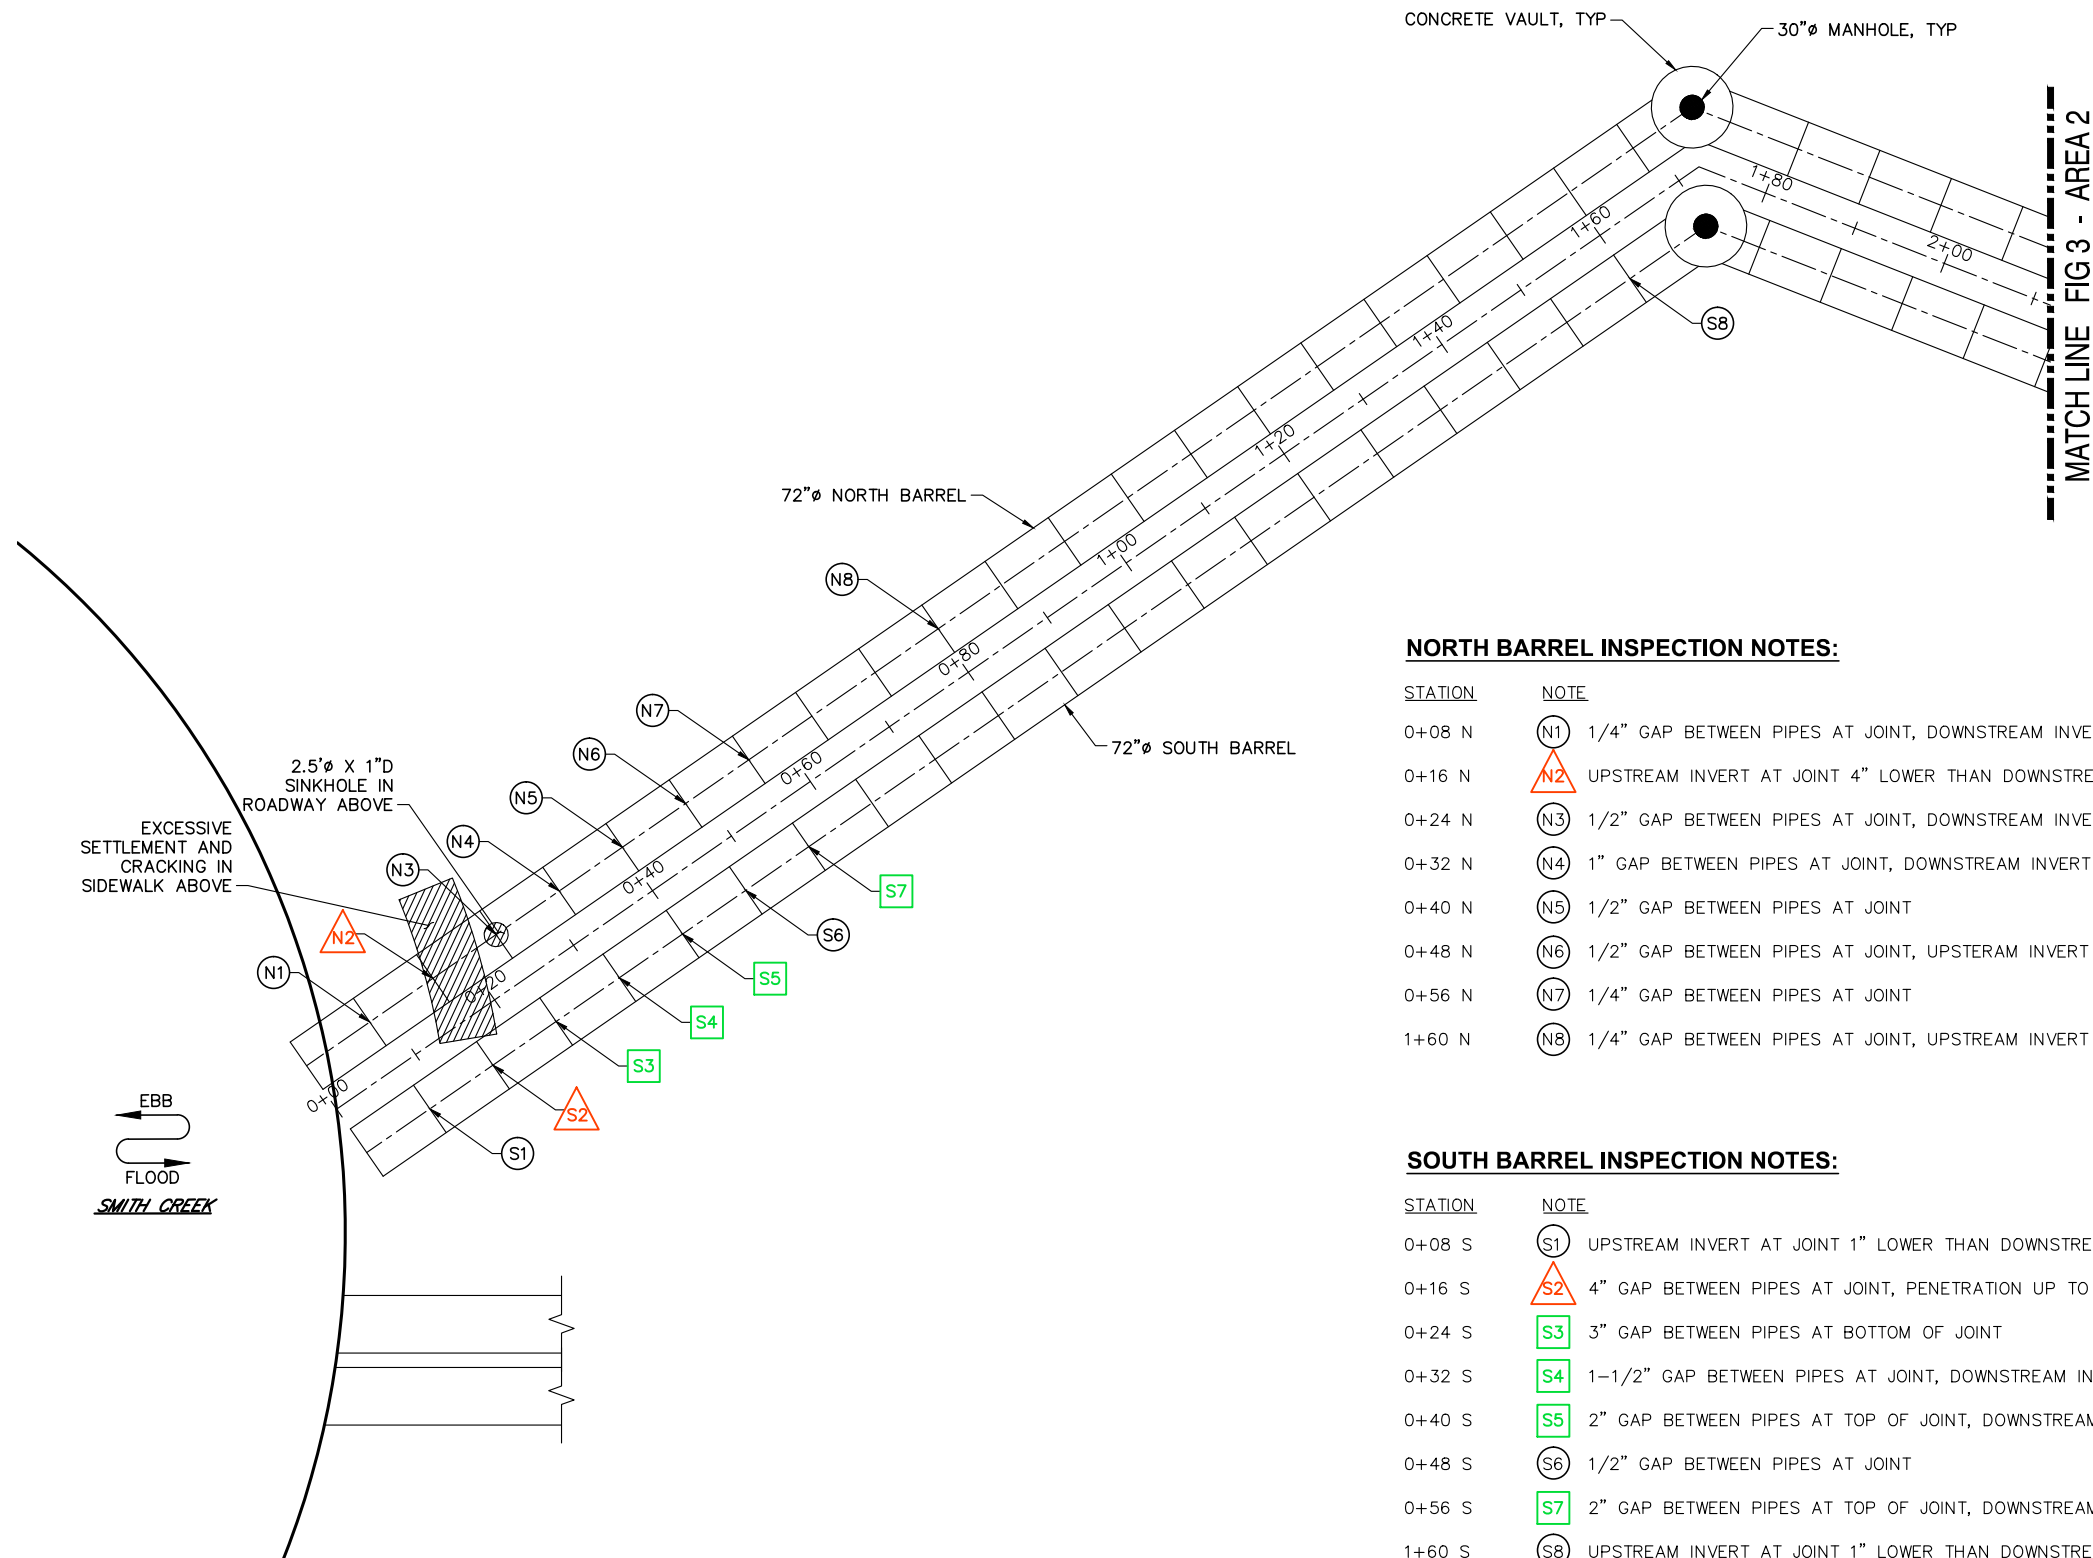 CONCRETE VAULT, TYP
30"ø MANHOLE, TYP
MATCH LINE FIG 3 - AREA 2
1+80
2+00
1+60
1+40
1+20
1+00
0+80
0+60
0+40
0+20
0+00
S8
72"ø NORTH BARREL
N8
N7
N6
N5
N4
N3
N2
N1
72"ø SOUTH BARREL
2.5'ø X 1"D
SINKHOLE IN
ROADWAY ABOVE
EXCESSIVE
SETTLEMENT AND
CRACKING IN
SIDEWALK ABOVE
S7
S6
S5
S4
S3
S2
S1
EBB
FLOOD
SMITH CREEK
NORTH BARREL INSPECTION NOTES:
STATION NOTE
0+08 N N1 1/4" GAP BETWEEN PIPES AT JOINT, DOWNSTREAM INVE
0+16 N N2 UPSTREAM INVERT AT JOINT 4" LOWER THAN DOWNSTRE
0+24 N N3 1/2" GAP BETWEEN PIPES AT JOINT, DOWNSTREAM INVE
0+32 N N4 1" GAP BETWEEN PIPES AT JOINT, DOWNSTREAM INVERT
0+40 N N5 1/2" GAP BETWEEN PIPES AT JOINT
0+48 N N6 1/2" GAP BETWEEN PIPES AT JOINT, UPSTERAM INVERT
0+56 N N7 1/4" GAP BETWEEN PIPES AT JOINT
1+60 N N8 1/4" GAP BETWEEN PIPES AT JOINT, UPSTREAM INVERT
SOUTH BARREL INSPECTION NOTES:
STATION NOTE
0+08 S S1 UPSTREAM INVERT AT JOINT 1" LOWER THAN DOWNSTRE
0+16 S S2 4" GAP BETWEEN PIPES AT JOINT, PENETRATION UP TO
0+24 S S3 3" GAP BETWEEN PIPES AT BOTTOM OF JOINT
0+32 S S4 1-1/2" GAP BETWEEN PIPES AT JOINT, DOWNSTREAM IN
0+40 S S5 2" GAP BETWEEN PIPES AT TOP OF JOINT, DOWNSTREAM
0+48 S S6 1/2" GAP BETWEEN PIPES AT JOINT
0+56 S S7 2" GAP BETWEEN PIPES AT TOP OF JOINT, DOWNSTREAM
1+60 S S8 UPSTREAM INVERT AT JOINT 1" LOWER THAN DOWNSTRE